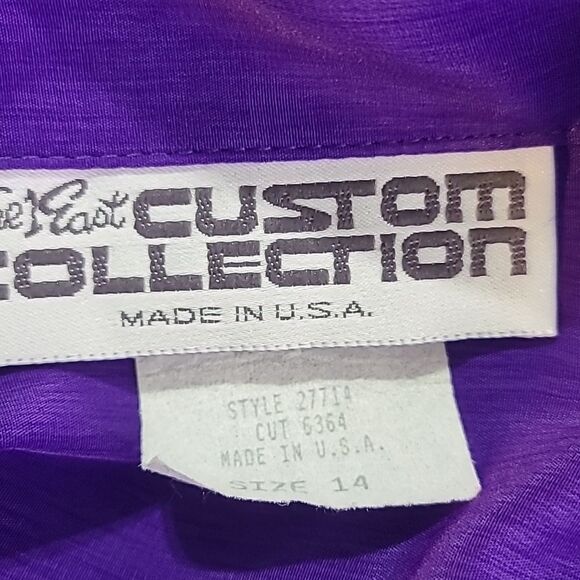 East CUSTOM
COLLECTION
MADE IN U.S.A.
STYLE 27714
CUT 6364
MADE IN U.S.A.
SIZE 14